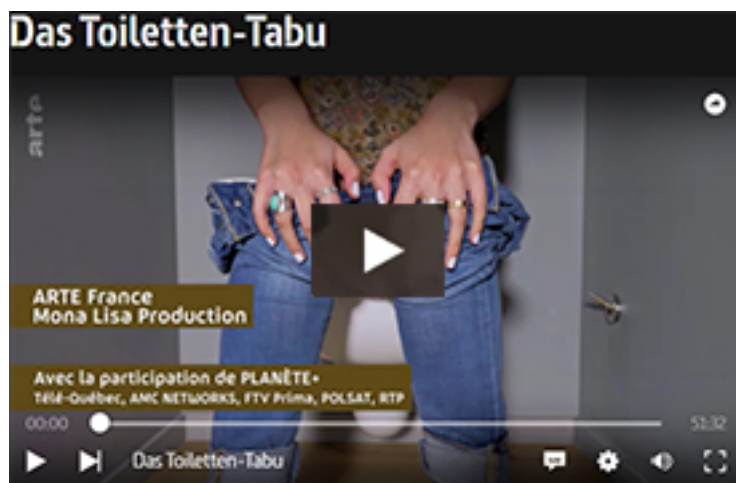 Das Toiletten-Tabu
arte
ARTE France
Mona Lisa Production
Avec la participation de PLANÈTE+
Télé-Québec, AMC NETWORKS, FTV Prima, POLSAT, RTP
00:00
51:32
Das Toiletten-Tabu